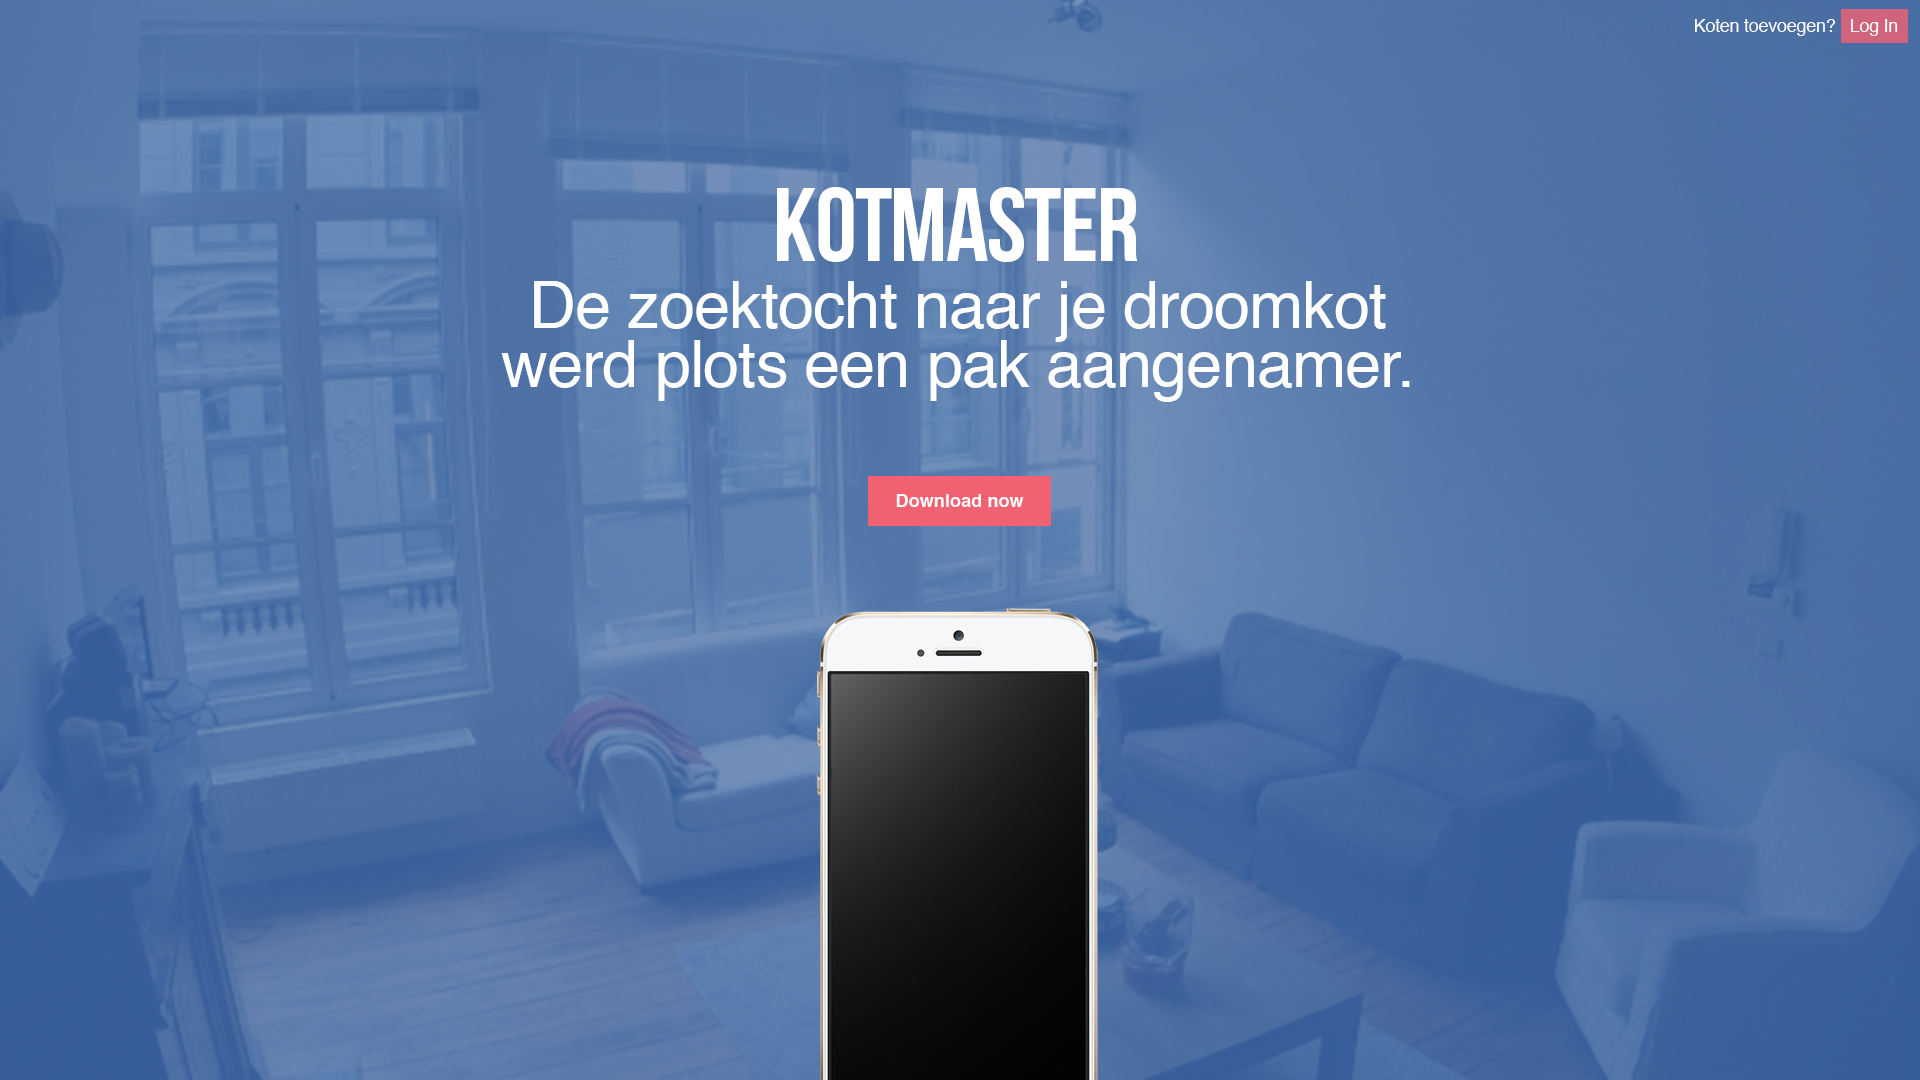 Koten toevoegen? Log In
KOTMASTER
De zoektocht naar je droomkot
werd plots een pak aangenamer.
Download now